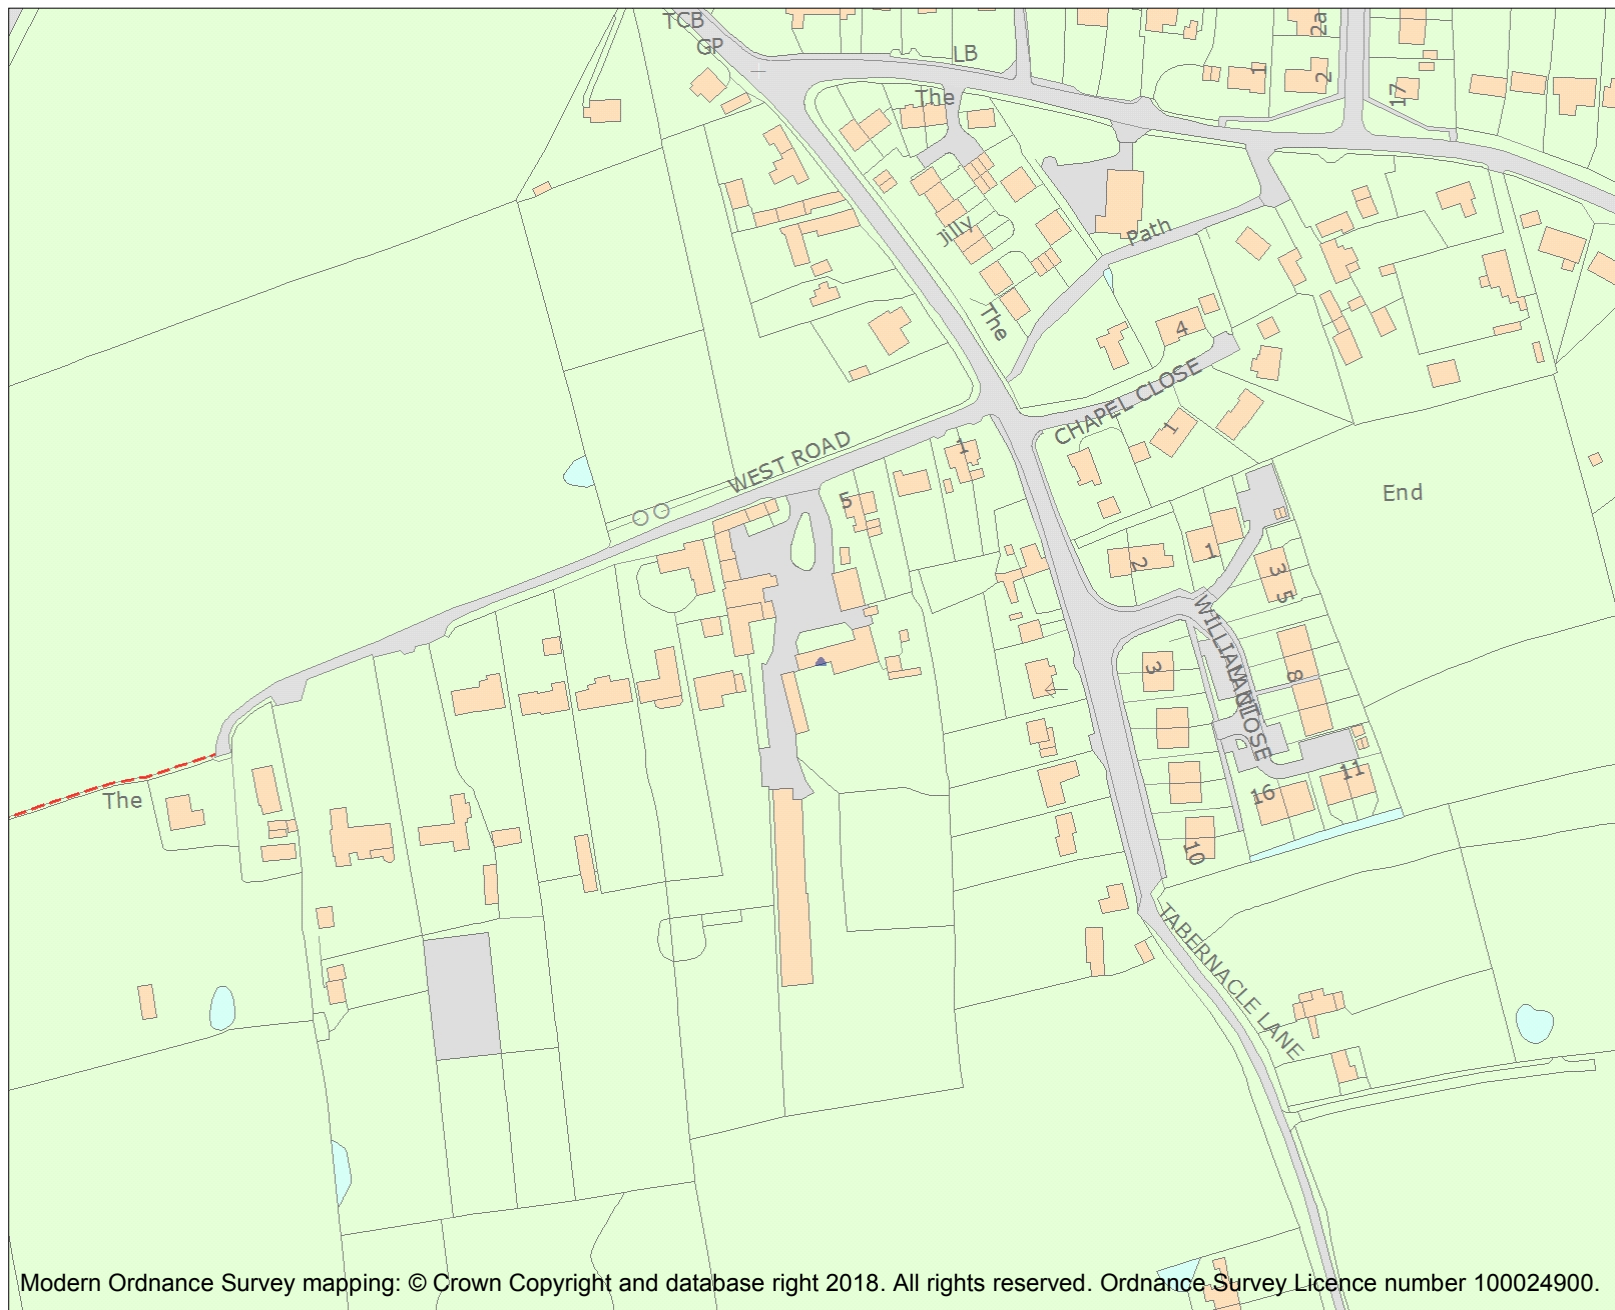 TCB
GP
LB
The
1
2
2a
17
Jilly
Path
The
4
CHAPEL CLOSE
1
WEST ROAD
1
5
End
2
1
3
5
3
8
WILLIAM
CLOSE
16
11
10
The
TABERNACLE LANE
Modern Ordnance Survey mapping: © Crown Copyright and database right 2018. All rights reserved. Ordnance Survey Licence number 100024900.